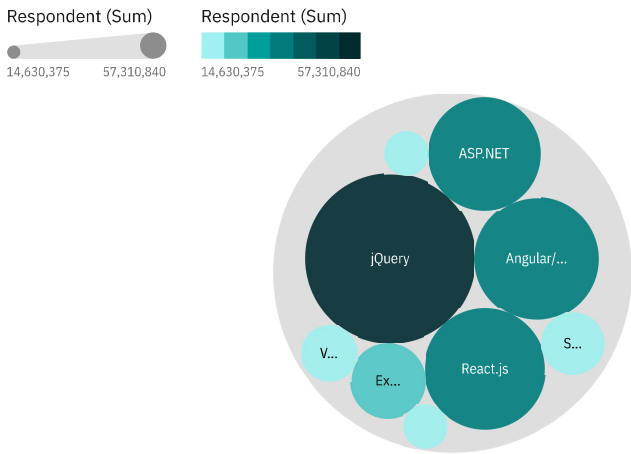 Respondent (Sum)
14,630,375 57,310,840
Respondent (Sum)
14,630,375 57,310,840
ASP.NET
jQuery
Angular/...
V...
S...
Ex...
React.js